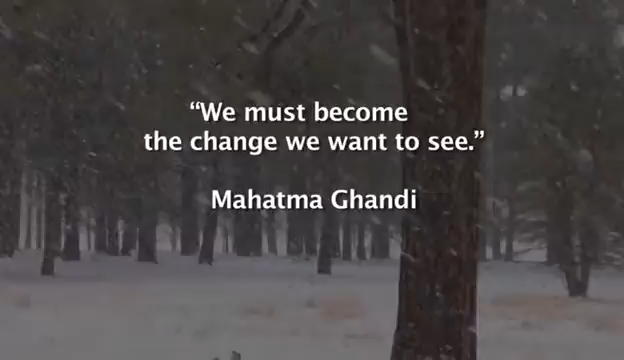 “We must become
the change we want to see.”
Mahatma Ghandi